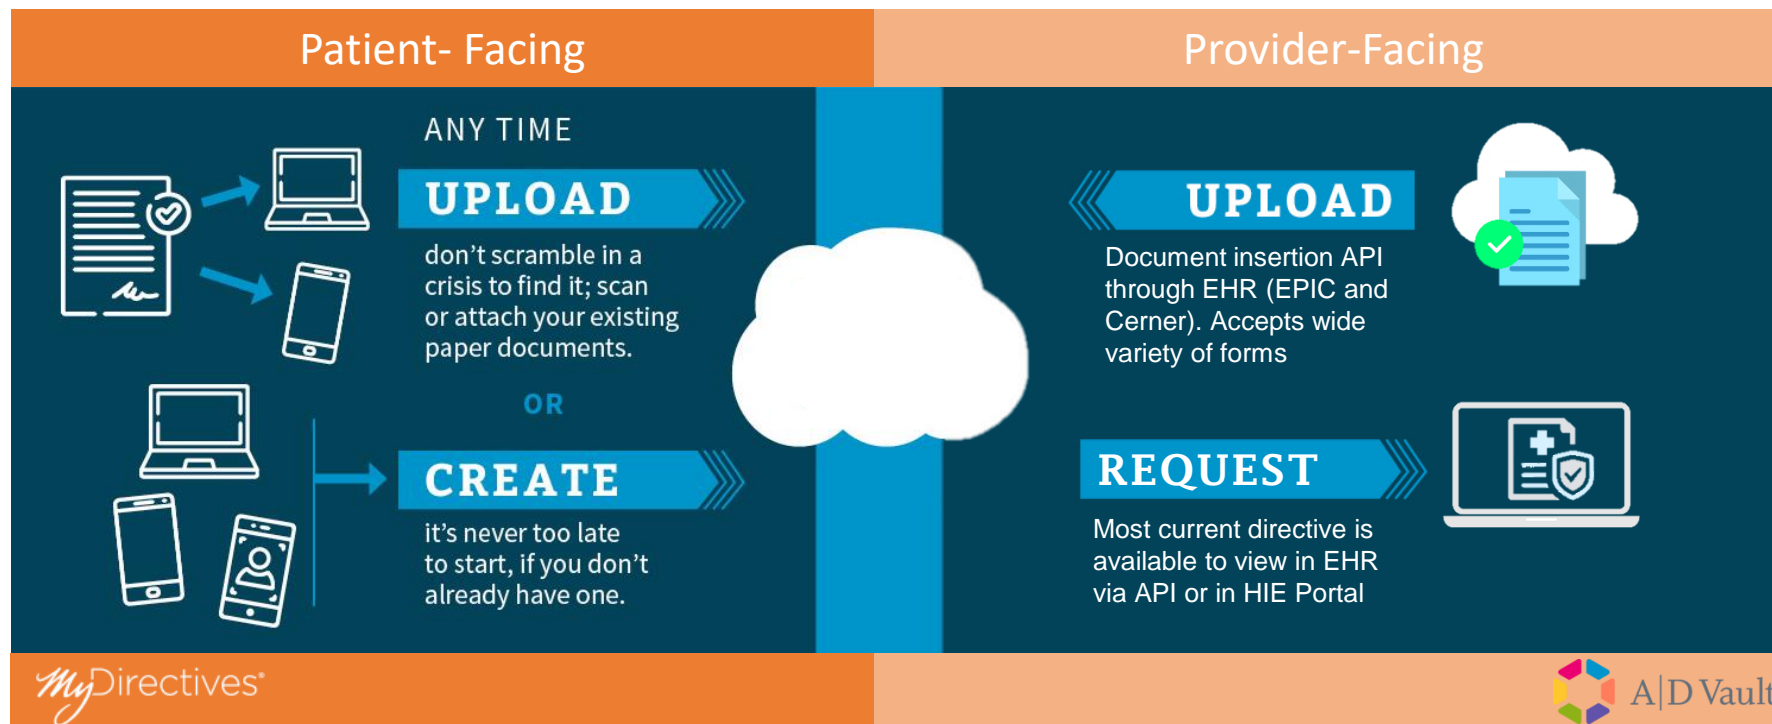 Patient- Facing
Provider-Facing
ANY TIME
UPLOAD
don’t scramble in a
crisis to find it; scan
or attach your existing
paper documents.
OR
CREATE
it’s never too late
to start, if you don’t
already have one.
UPLOAD
Document insertion API
through EHR (EPIC and
Cerner). Accepts wide
variety of forms
REQUEST
Most current directive is
available to view in EHR
via API or in HIE Portal
MyDirectives®
A|D Vault